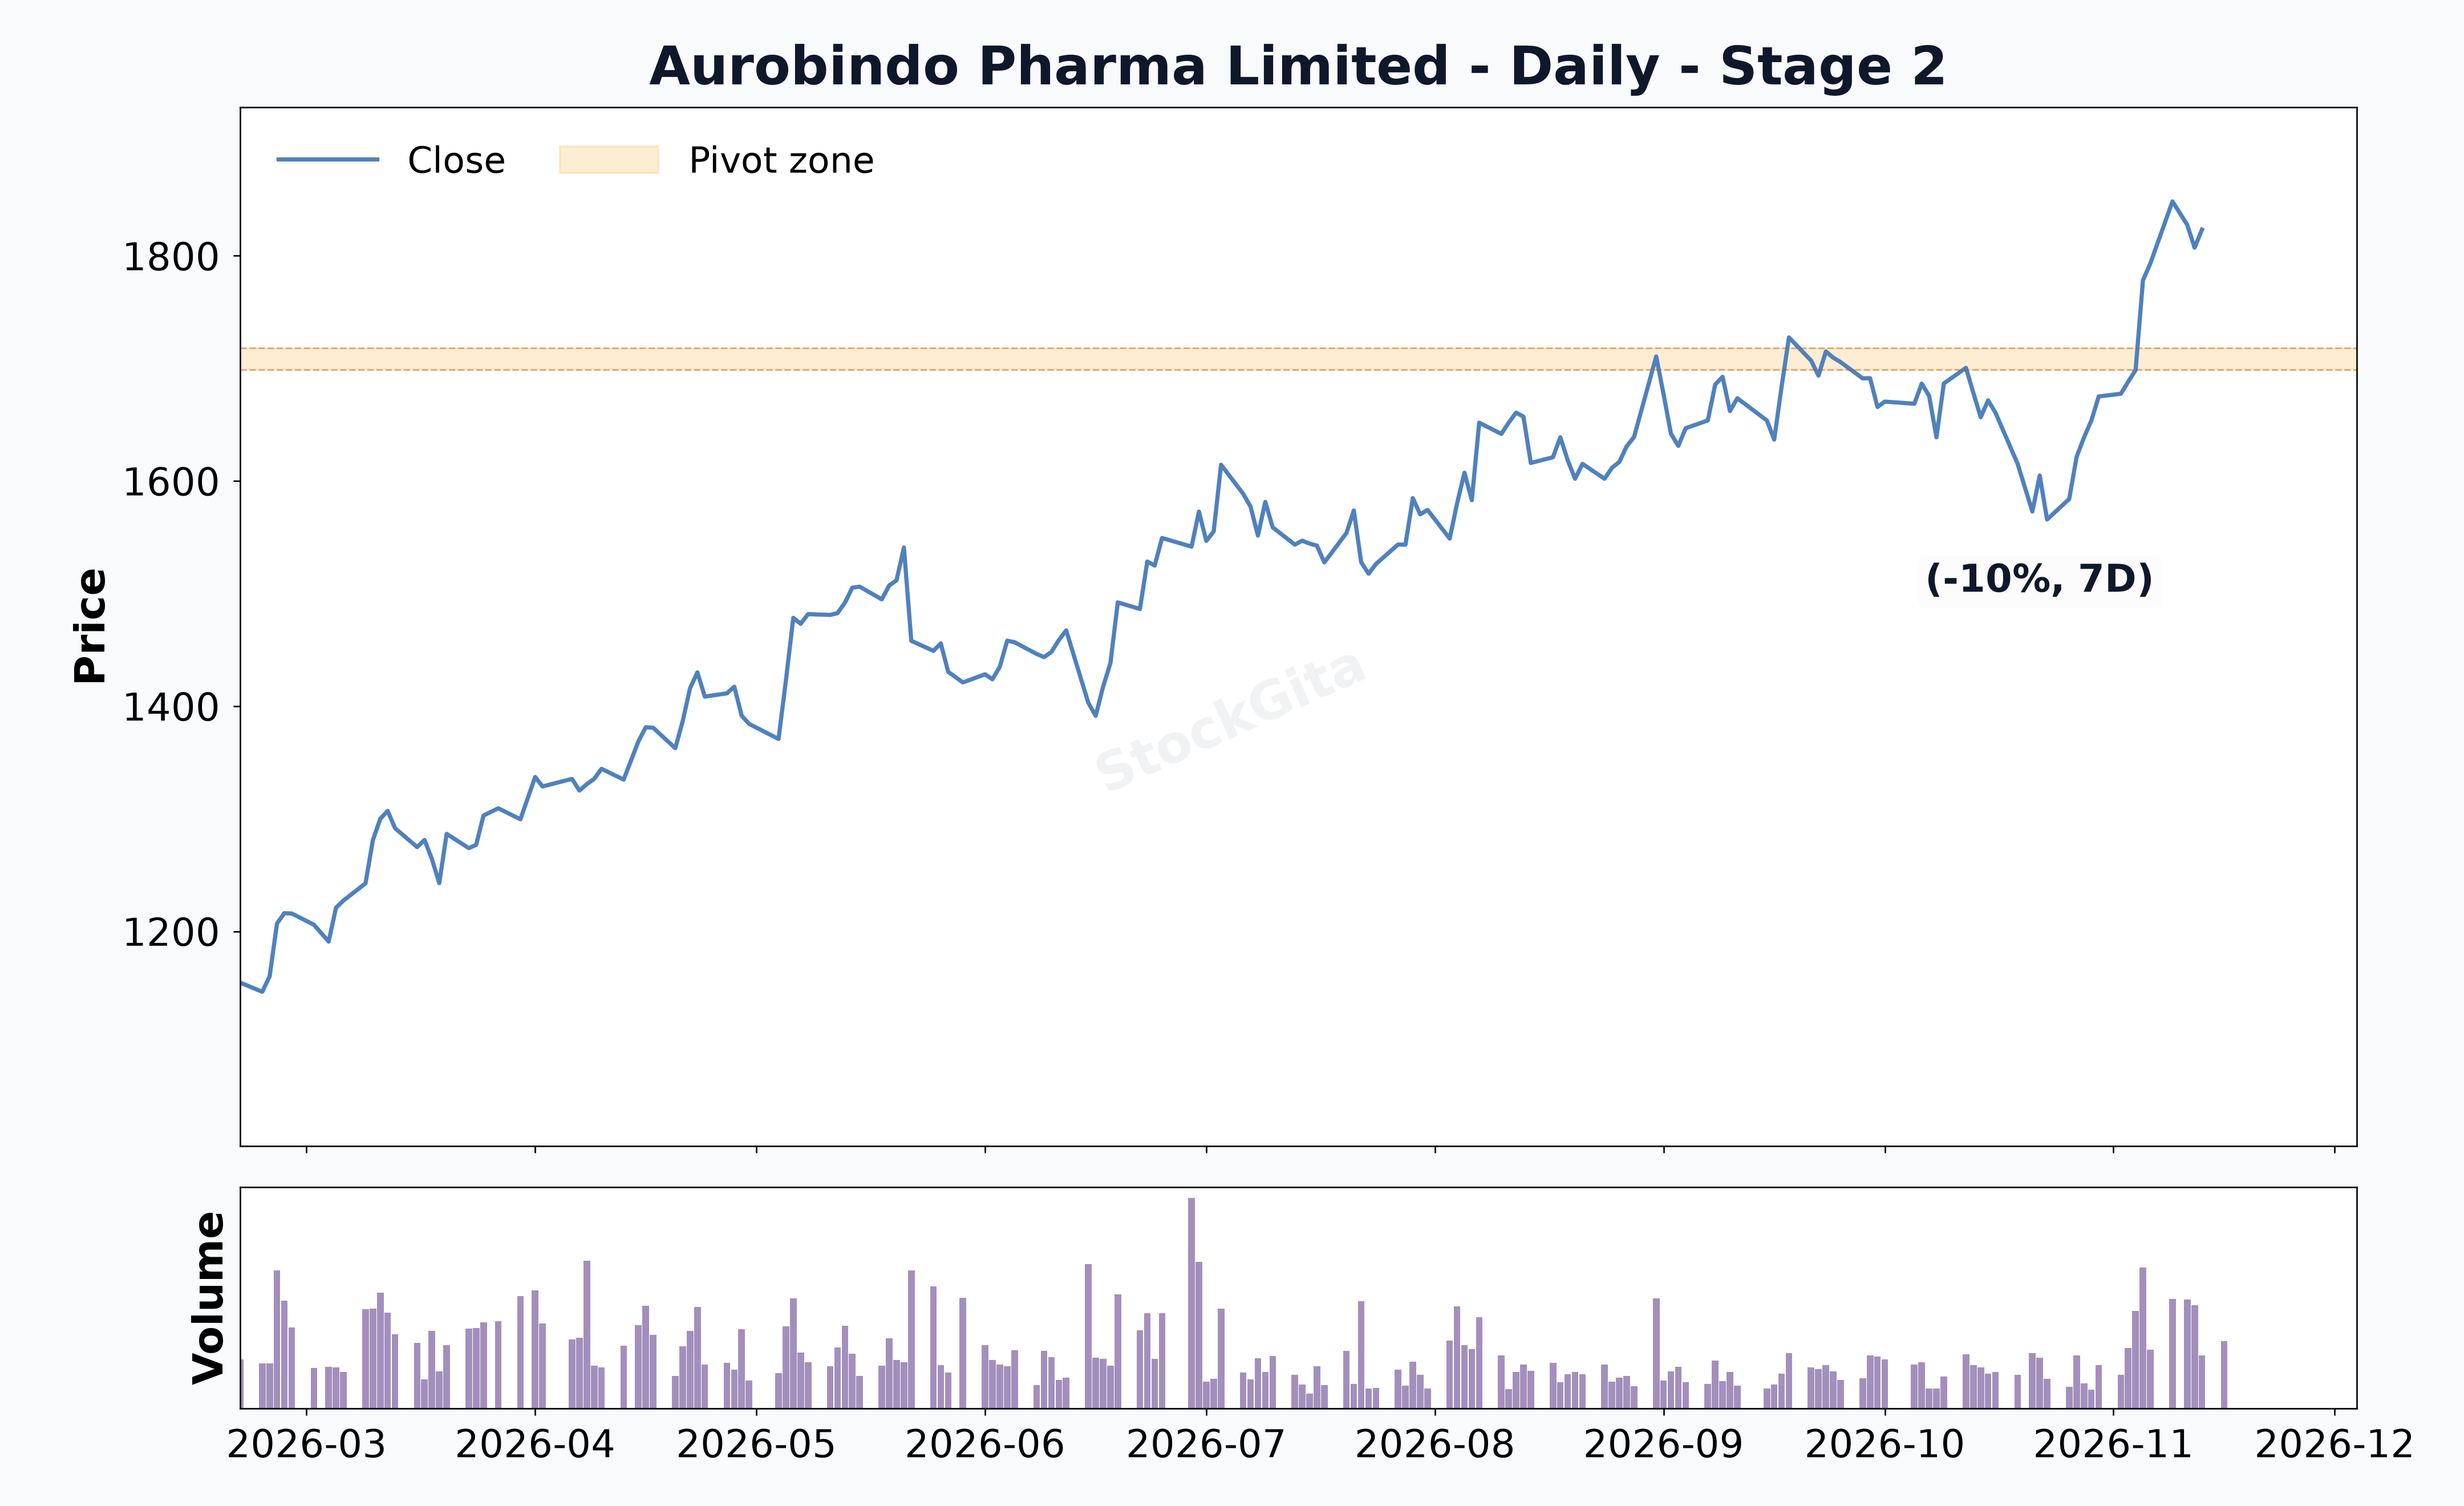 Aurobindo Pharma Limited - Daily - Stage 2
Close
Pivot zone
1800
1600
1400
1200
Price
(-10%, 7D)
StockGita
Volume
2026-03
2026-04
2026-05
2026-06
2026-07
2026-08
2026-09
2026-10
2026-11
2026-12